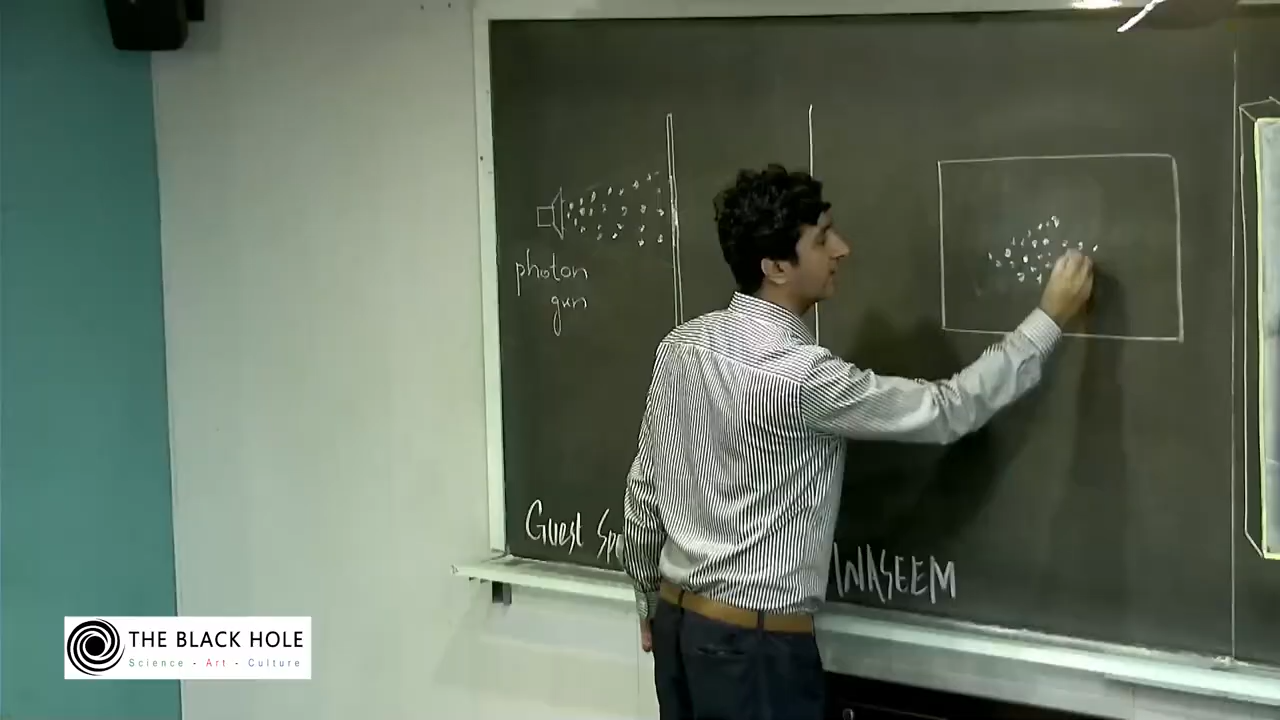 photon
gun
Guest Sp
WASEEM
THE BLACK HOLE
Science - Art - Culture